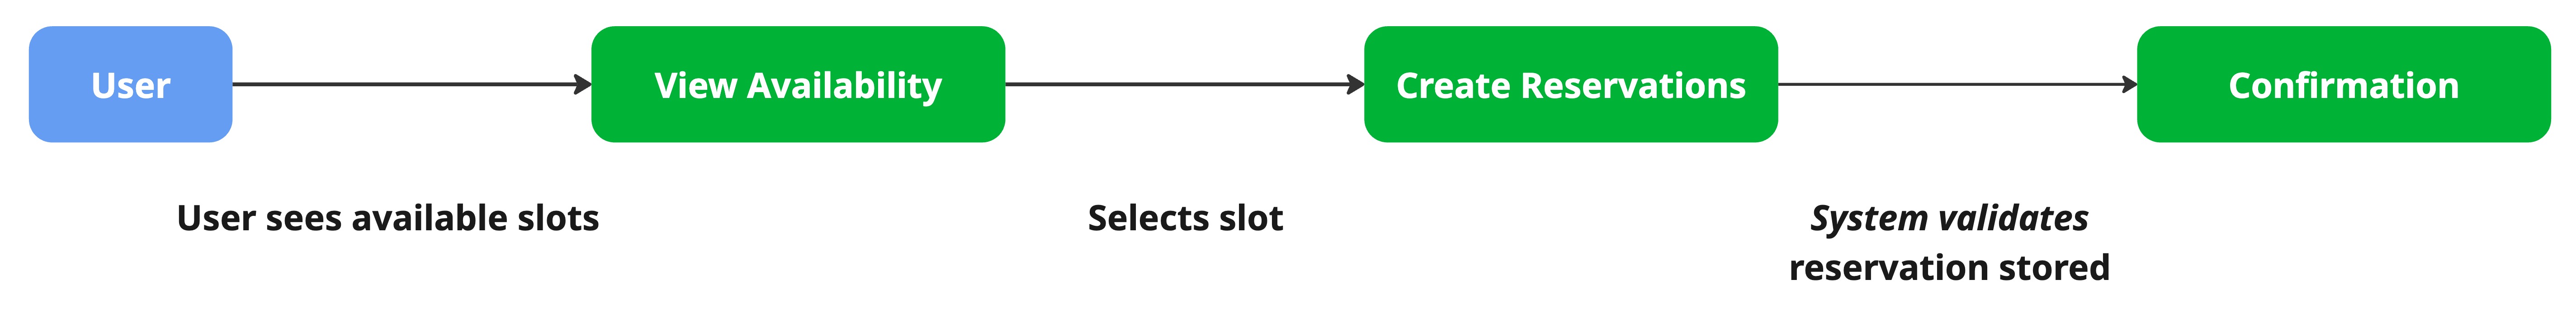 User
View Availability
Create Reservations
Confirmation
User sees available slots
Selects slot
System validates
reservation stored